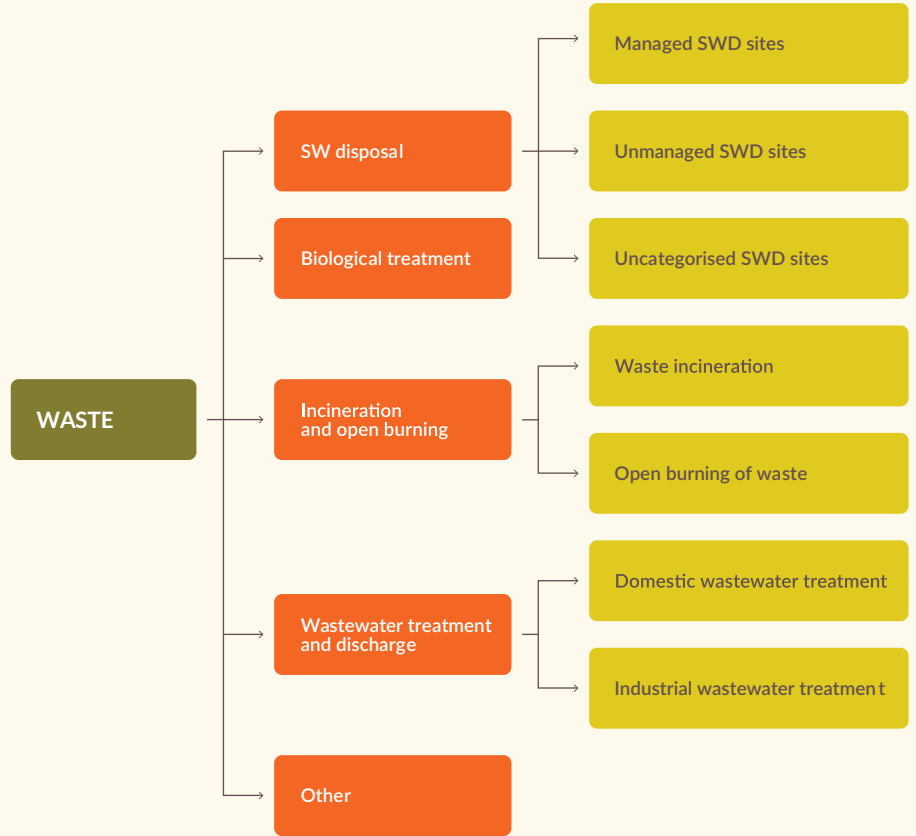 WASTE
SW disposal
Biological treatment
Incineration
and open burning
Wastewater treatment
and discharge
Other
Managed SWD sites
Unmanaged SWD sites
Uncategorised SWD sites
Waste incineration
Open burning of waste
Domestic wastewater treatment
Industrial wastewater treatment